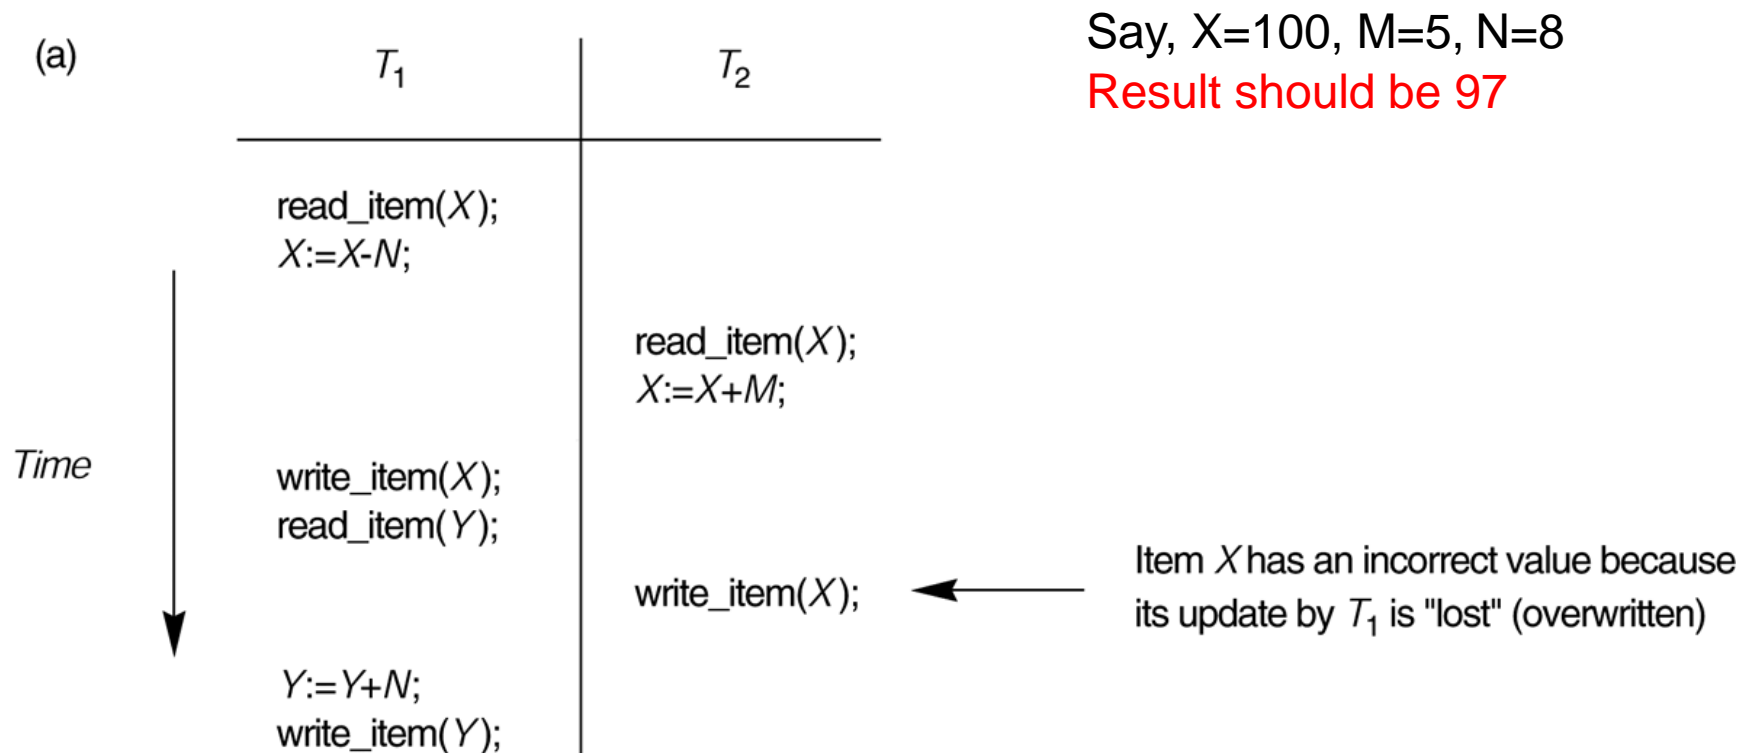 (a)
T1
T2
Say, X=100, M=5, N=8
Result should be 97
read_item(X);
X:=X-N;
read_item(X);
X:=X+M;
Time
write_item(X);
read_item(Y);
write_item(X);
Item X has an incorrect value because
its update by T1 is "lost" (overwritten)
Y:=Y+N;
write_item(Y);